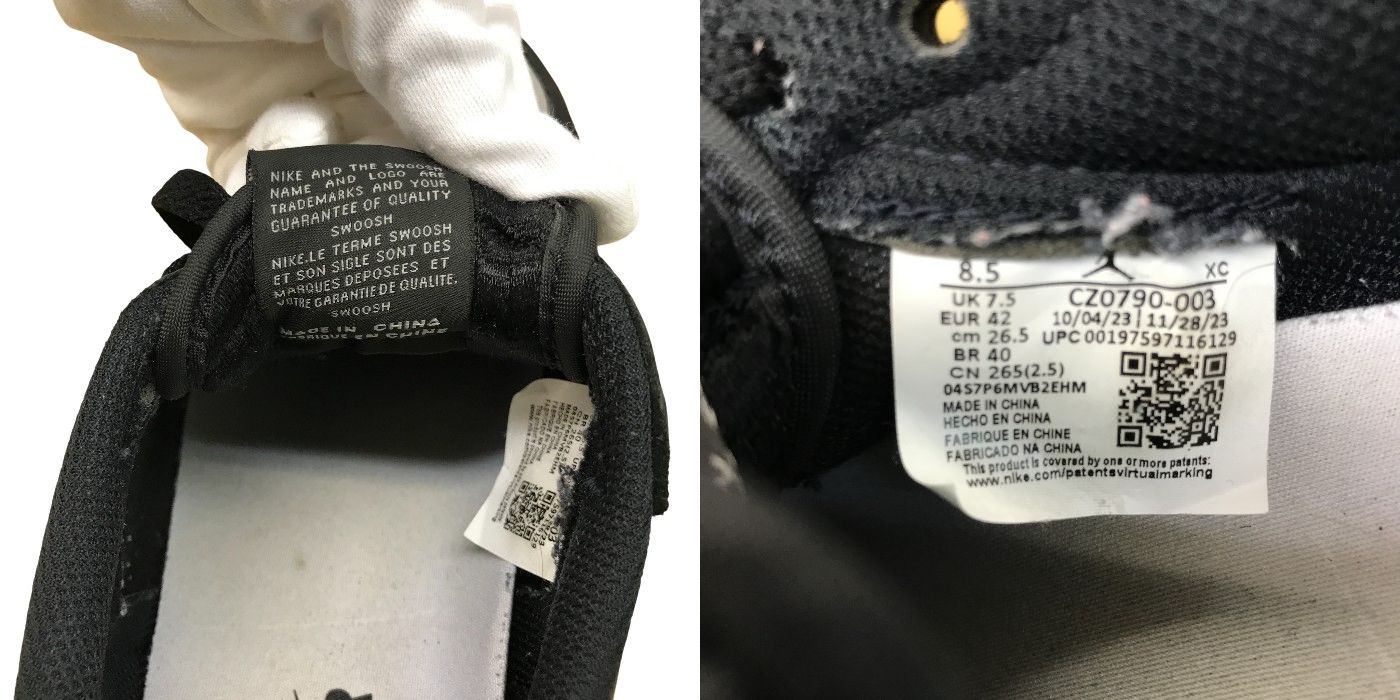 NIKE AND THE SWOOSH
NAME AND LOGO ARE
TRADEMARKS AND YOUR
GUARANTEE OF QUALITY
SWOOSH
NIKE.LE TERME SWOOSH
ET SON SIGLE SONT DES
MARQUES DEPOSEES ET
VOTRE GARANTIE DE QUALITE.
SWOOSH
MADE IN CHINA
FABRIQUE EN CHINE
8.5 XC
UK 7.5 CZ0790-003
EUR 42 10/04/23 | 11/28/23
cm 26.5 UPC 00197597116129
BR 40
CN 265(2.5)
04S7P6MVB2EHM
MADE IN CHINA
HECHO EN CHINA
FABRIQUE EN CHINE
FABRICADO NA CHINA
This product is covered by one or more patents:
www.nike.com/patentsvirtualmarking